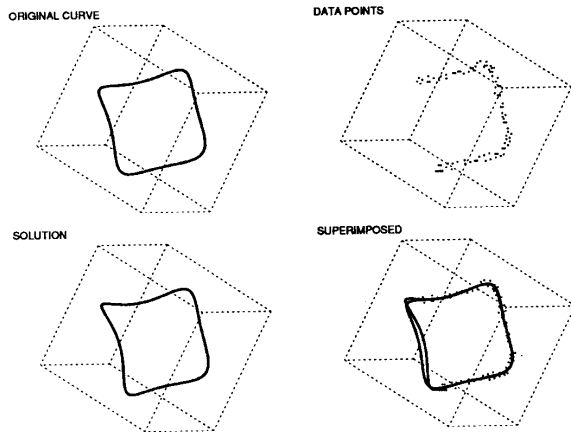 ORIGINAL CURVE
DATA POINTS
SOLUTION
SUPERIMPOSED